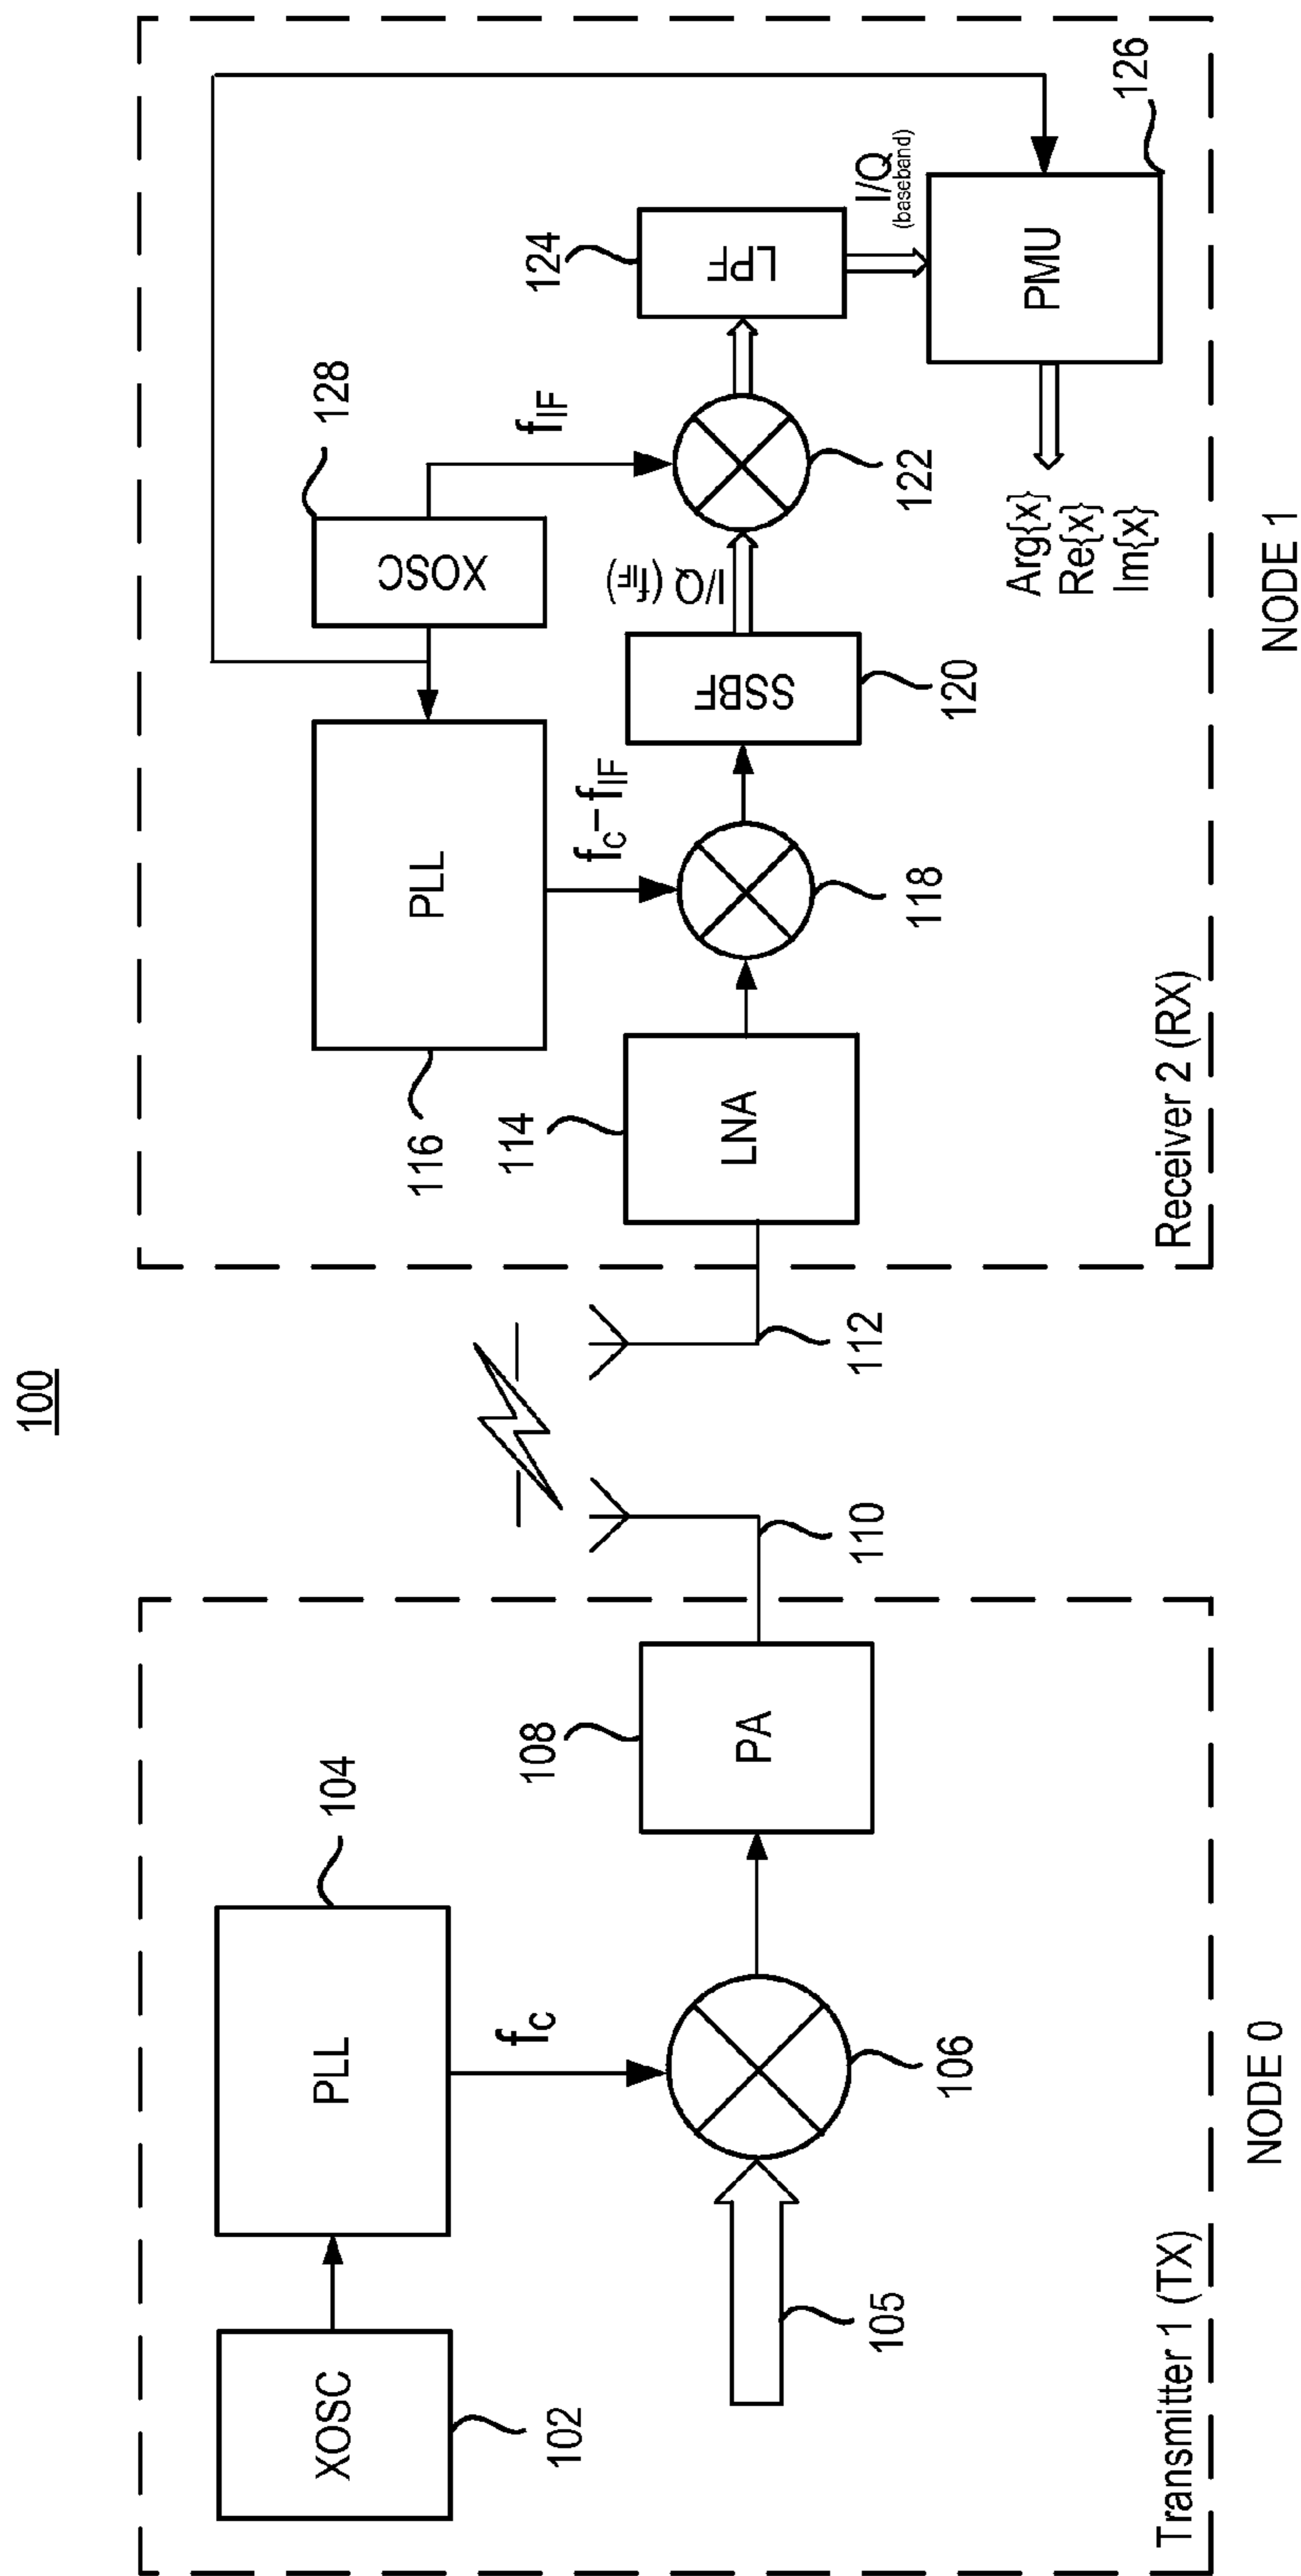 100
XOSC
102
PLL
104
fC
105
106
PA
108
110
Transmitter 1 (TX)
NODE 0
112
LNA
114
PLL
116
fC–fIF
118
SSBF
120
I/Q (fIF)
XOSC
128
fIF
122
LPF
124
I/Q
(baseband)
PMU
126
Arg{x}
Re{x}
Im{x}
Receiver 2 (RX)
NODE 1